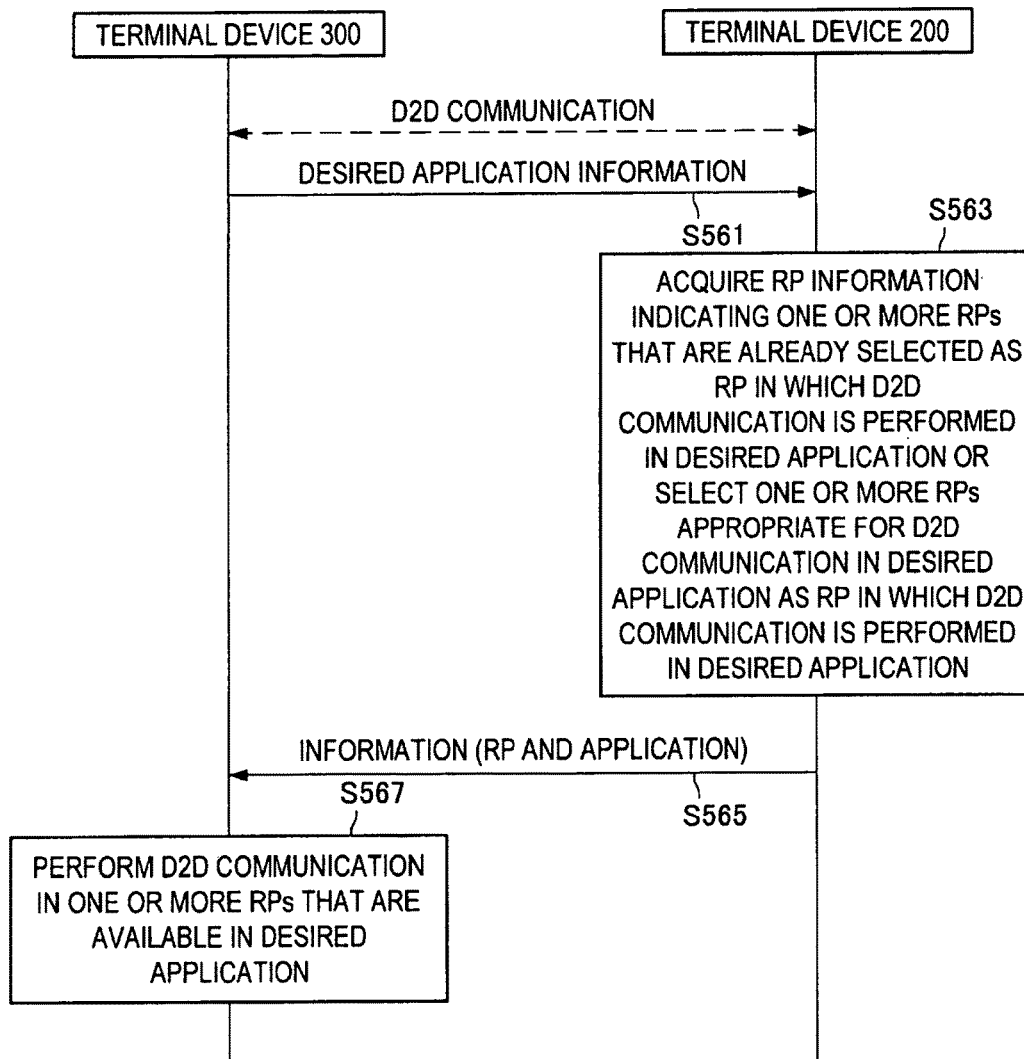 TERMINAL DEVICE 300
TERMINAL DEVICE 200
D2D COMMUNICATION
DESIRED APPLICATION INFORMATION
S561
S563
ACQUIRE RP INFORMATION
INDICATING ONE OR MORE RPs
THAT ARE ALREADY SELECTED AS
RP IN WHICH D2D
COMMUNICATION IS PERFORMED
IN DESIRED APPLICATION OR
SELECT ONE OR MORE RPs
APPROPRIATE FOR D2D
COMMUNICATION IN DESIRED
APPLICATION AS RP IN WHICH D2D
COMMUNICATION IS PERFORMED
IN DESIRED APPLICATION
INFORMATION (RP AND APPLICATION)
S565
S567
PERFORM D2D COMMUNICATION
IN ONE OR MORE RPs THAT ARE
AVAILABLE IN DESIRED
APPLICATION